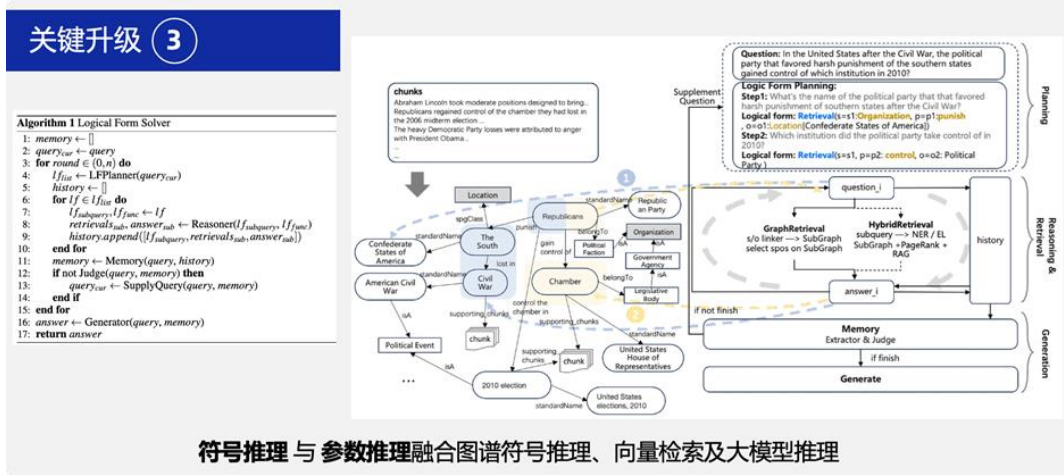 关键升级 3
Algorithm 1 Logical Form Solver
1: memory ← []
2: query_cur ← query
3: for round ∈ (0, n) do
4: lf_list ← LFPlanner(query_cur)
5: history ← []
6: for lf ∈ lf_list do
7: lf_subquery, lf_func ← lf
8: retrievals_sub, answer_sub ← Reasoner(lf_subquery, lf_func)
9: history.append([lf_subquery, retrievals_sub, answer_sub])
10: end for
11: memory ← Memory(query, history)
12: if not Judge(query, memory) then
13: query_cur ← SupplyQuery(query, memory)
14: end if
15: end for
16: answer ← Generator(query, memory)
17: return answer
chunks
Abraham Lincoln took moderate positions designed to bring...
Republicans regained control of the chamber they had lost in
the 2006 midterm election ...
The heavy Democratic Party losses were attributed to anger
with President Obama ..
...
...
Location
spgClass
standardName
Confederate
States of
America
The
South
lost in
punish
Republicans
standardName
Republic
an Party
belongTo
isA
Political
Faction
Organization
isA
Government
Agency
isA
Legislative
Body
gain
control of
Chamber
belongTo
standardName
American Civil
War
Civil
War
isA
Political Event
supporting_chunks
chunk
control the
chamber in
supporting_chunks
supporting_
chunks
chunk
standardName
United States
House of
Representatives
isA
...
2010 election
standardName
United States
elections, 2010
1
2
Supplement
Question
Question: In the United States after the Civil War, the political
party that favored harsh punishment of the southern states
gained control of which institution in 2010?
Logic Form Planning:
Step1: What's the name of the political party that that favored
harsh punishment of southern states after the Civil War?
Logical form: Retrieval(s=s1:Organization, p=p1:punish
, o=o1:Location[Confederate States of America])
Step2: Which institution did the political party take control of in
2010?
Logical form: Retrieval(s=s1, p=p2: control, o=o2: Political
Party )
Planning
question_i
GraphRetrieval
s/o linker —> SubGraph
select spos on SubGraph
HybridRetrieval
subquery —> NER / EL
SubGraph +PageRank +
RAG
history
answer_i
Reasoning &
Retrieval
if not finish
Memory
Extractor & Judge
if finish
Generate
Generation
符号推理 与 参数推理融合图谱符号推理、向量检索及大模型推理